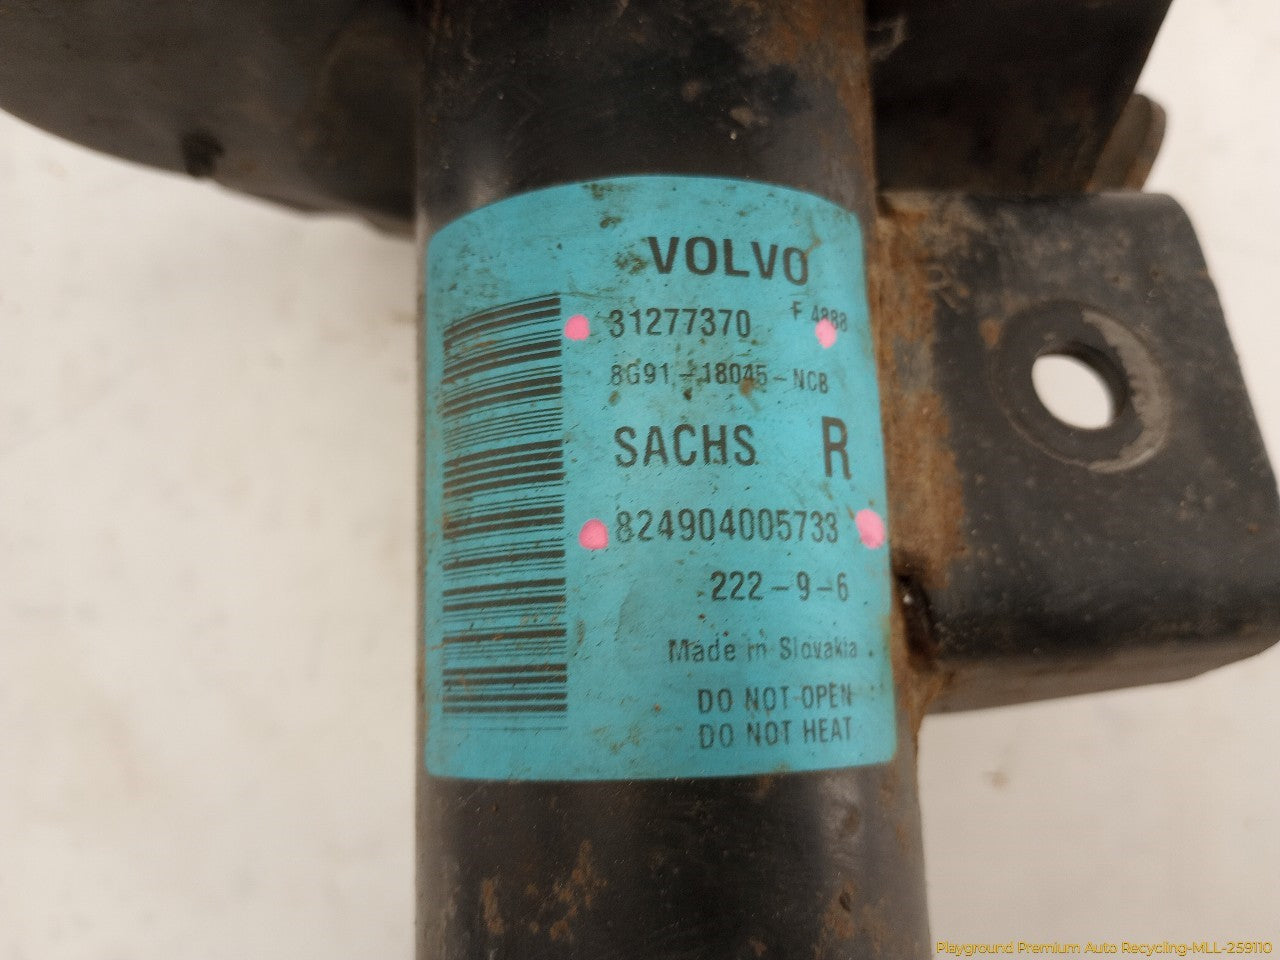 VOLVO
31277370 F 4888
8G91-18045-NCB
SACHS R
824904005733
222-9-6
Made in Slovakia
DO NOT OPEN
DO NOT HEAT
Playground Premium Auto Recycling-MLL-259110